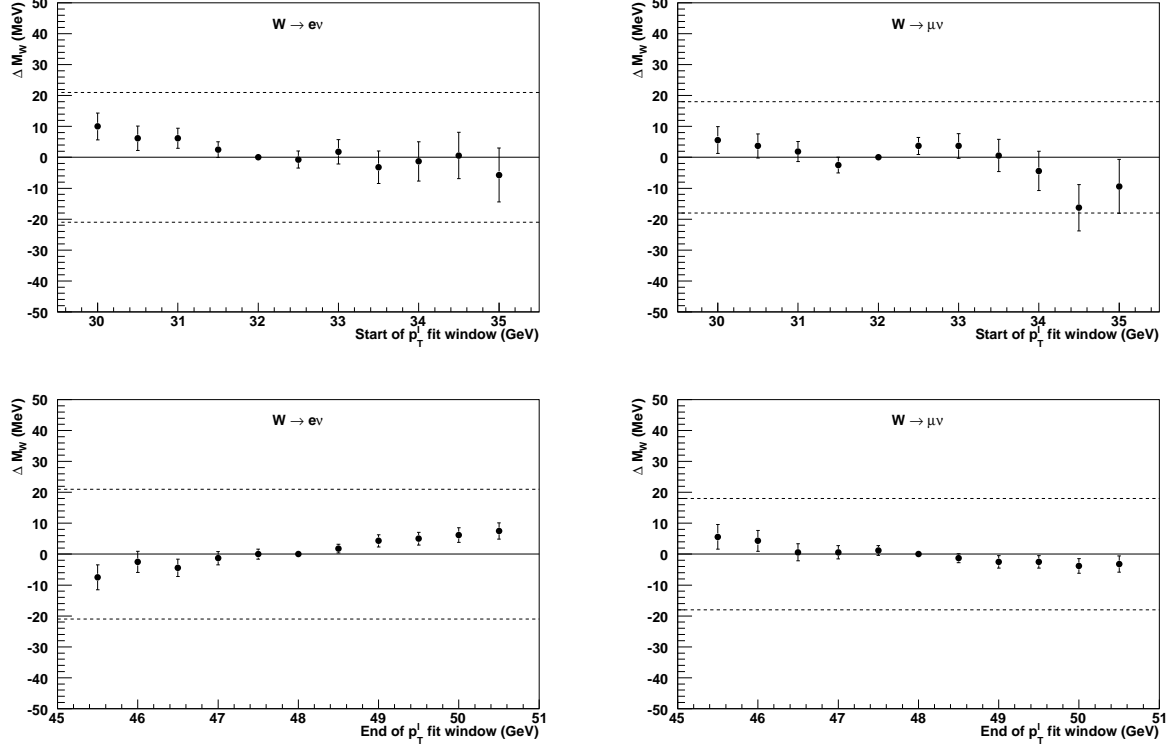 Δ M_W (MeV)
W → eν
50
40
30
20
10
0
-10
-20
-30
-40
-50
30 31 32 33 34 35
Start of p_T^l fit window (GeV)
Δ M_W (MeV)
W → μν
50
40
30
20
10
0
-10
-20
-30
-40
-50
30 31 32 33 34 35
Start of p_T^l fit window (GeV)
Δ M_W (MeV)
W → eν
50
40
30
20
10
0
-10
-20
-30
-40
-50
45 46 47 48 49 50 51
End of p_T^l fit window (GeV)
Δ M_W (MeV)
W → μν
50
40
30
20
10
0
-10
-20
-30
-40
-50
45 46 47 48 49 50 51
End of p_T^l fit window (GeV)